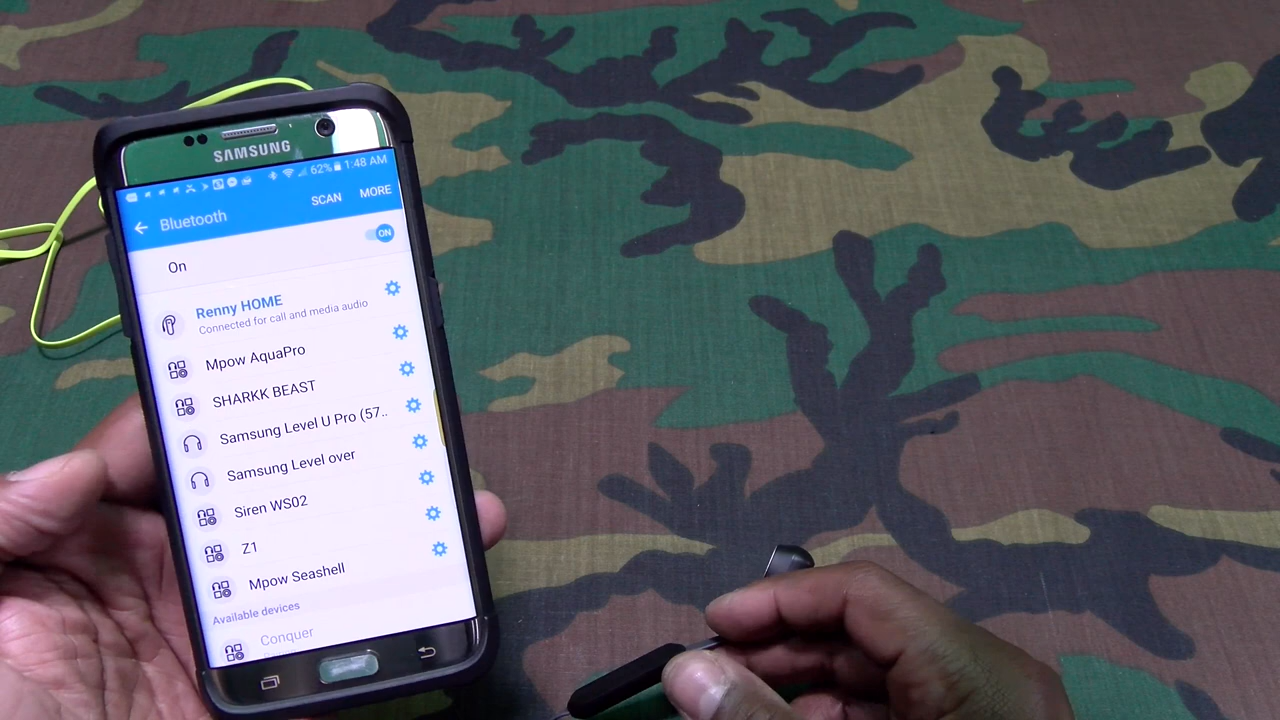 SAMSUNG
62% 1:48 AM
Bluetooth SCAN MORE
On ON
Renny HOME
Connected for call and media audio
Mpow AquaPro
SHARKK BEAST
Samsung Level U Pro (57..
Samsung Level over
Siren WS02
Z1
Mpow Seashell
Available devices
Conquer